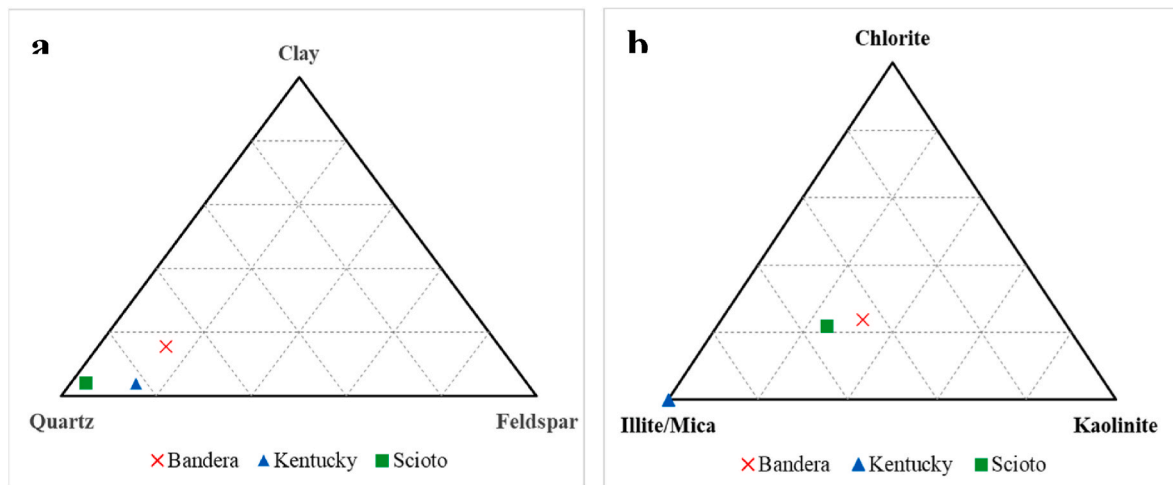 a
Clay
Quartz
Feldspar
Bandera Kentucky Scioto
b
Chlorite
Illite/Mica
Kaolinite
Bandera Kentucky Scioto